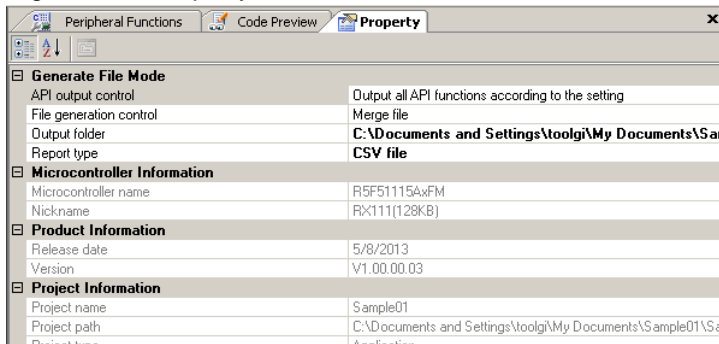 Peripheral Functions Code Preview Property
Generate File Mode
API output control Output all API functions according to the setting
File generation control Merge file
Output folder C:\Documents and Settings\toolgi\My Documents\Sa
Report type CSV file
Microcontroller Information
Microcontroller name R5F51115AxFM
Nickname RX111(128KB)
Product Information
Release date 5/8/2013
Version V1.00.00.03
Project Information
Project name Sample01
Project path C:\Documents and Settings\toolgi\My Documents\Sample01\Sa